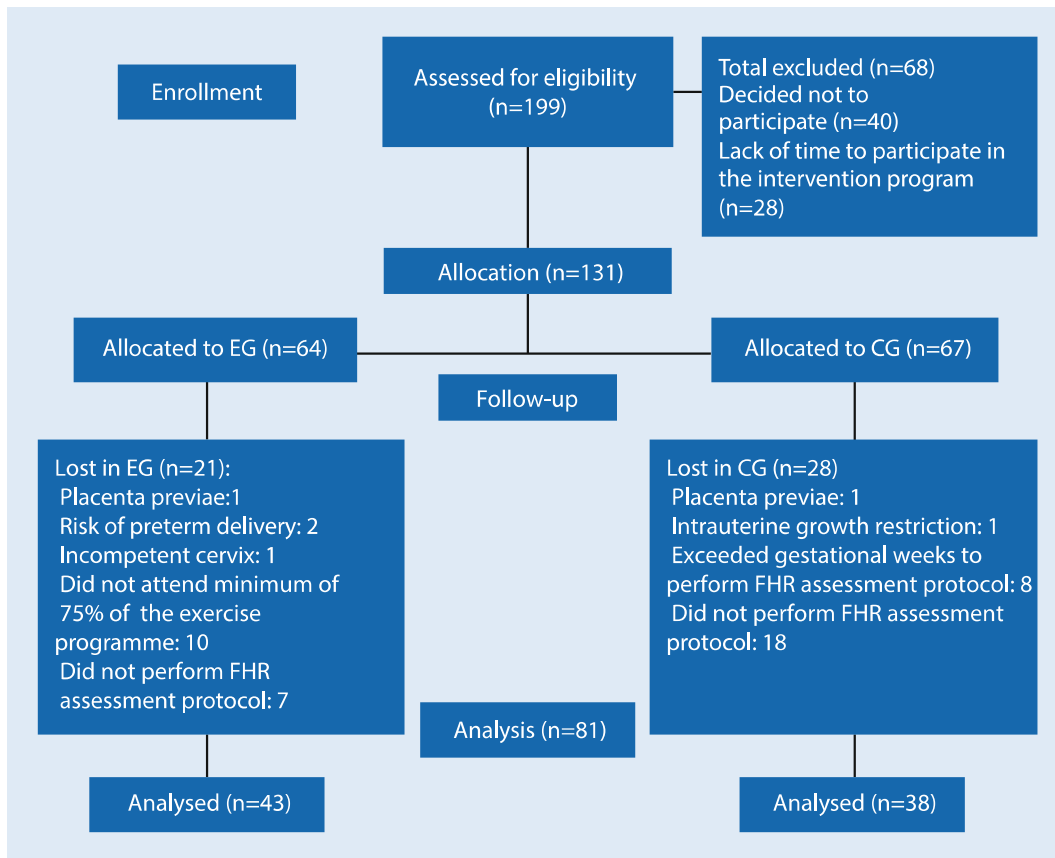 Enrollment
Assessed for eligibility
(n=199)
Total excluded (n=68)
Decided not to
participate (n=40)
Lack of time to participate in
the intervention program
(n=28)
Allocation (n=131)
Allocated to EG (n=64)
Allocated to CG (n=67)
Follow-up
Lost in EG (n=21):
Placenta previae:1
Risk of preterm delivery: 2
Incompetent cervix: 1
Did not attend minimum of
75% of the exercise
programme: 10
Did not perform FHR
assessment protocol: 7
Lost in CG (n=28)
Placenta previae: 1
Intrauterine growth restriction: 1
Exceeded gestational weeks to
perform FHR assessment protocol: 8
Did not perform FHR assessment
protocol: 18
Analysis (n=81)
Analysed (n=43)
Analysed (n=38)